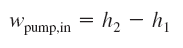 w_pump,in = h_2 − h_1